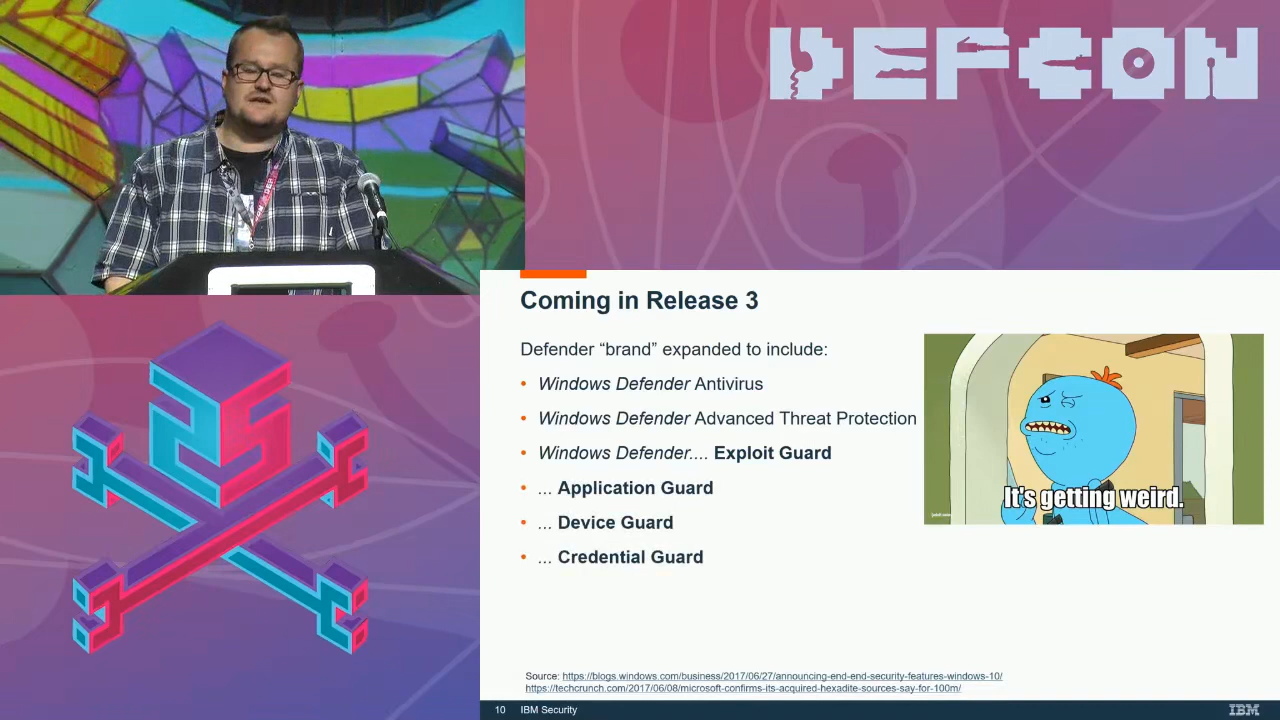 DEFCON
Coming in Release 3
Defender “brand” expanded to include:
• Windows Defender Antivirus
• Windows Defender Advanced Threat Protection
• Windows Defender.... Exploit Guard
• ... Application Guard
• ... Device Guard
• ... Credential Guard
It's getting weird.
Source: https://blogs.windows.com/business/2017/06/27/announcing-end-end-security-features-windows-10/
https://techcrunch.com/2017/06/08/microsoft-confirms-its-acquired-hexadite-sources-say-for-100m/
10 IBM Security
IBM